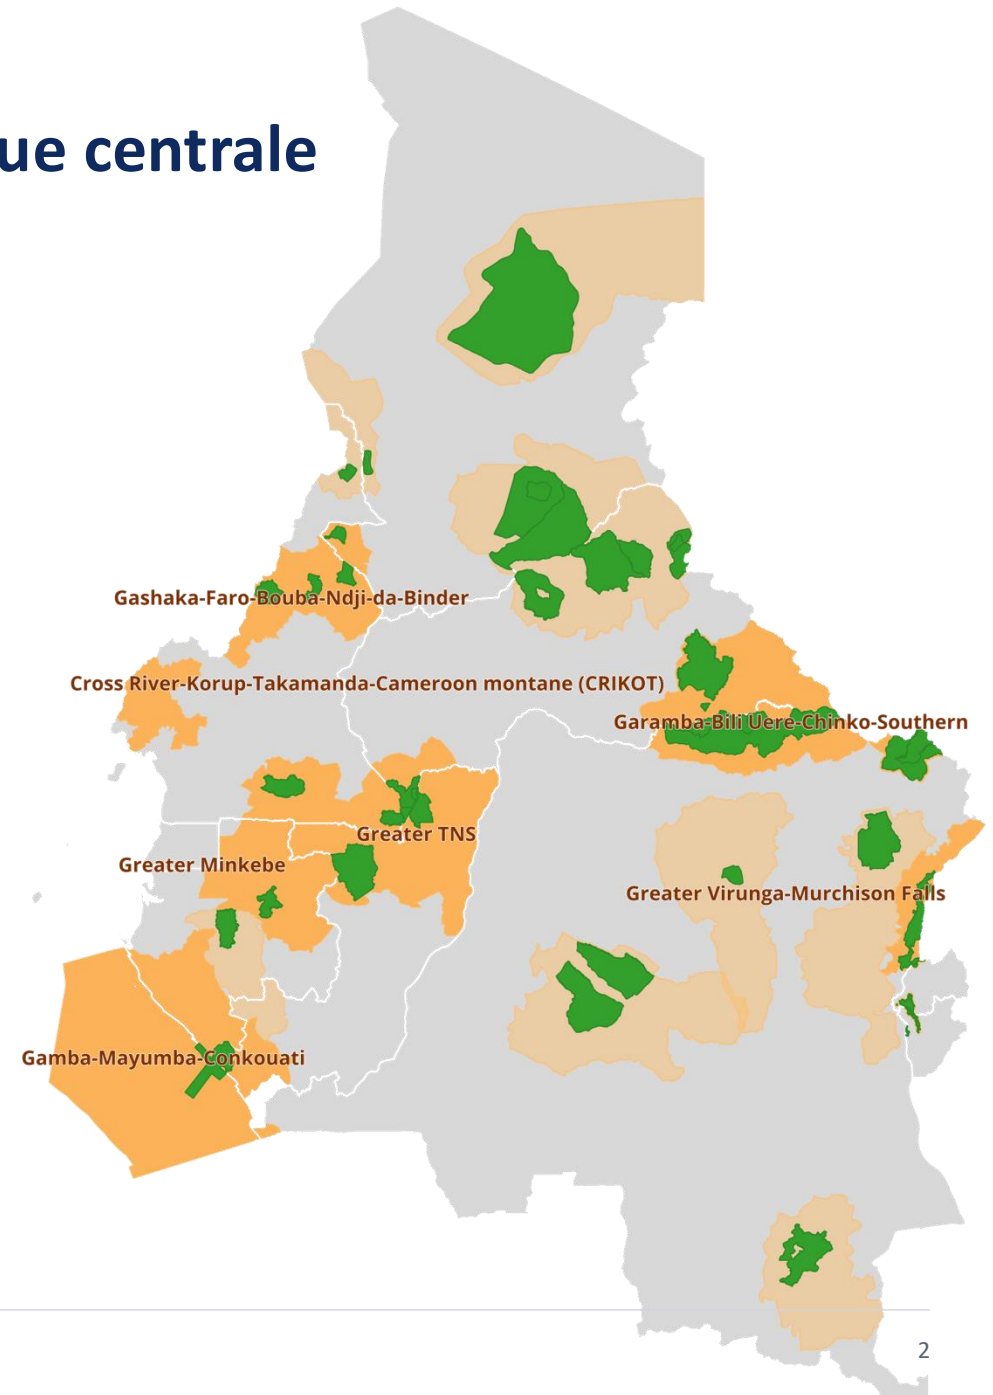 ue centrale
Gashaka-Faro-Bouba-Ndji-da-Binder
Cross River-Korup-Takamanda-Cameroon montane (CRIKOT)
Garamba-Bili Uere-Chinko-Southern
Greater TNS
Greater Minkebe
Greater Virunga-Murchison Falls
Gamba-Mayumba-Conkouati
2